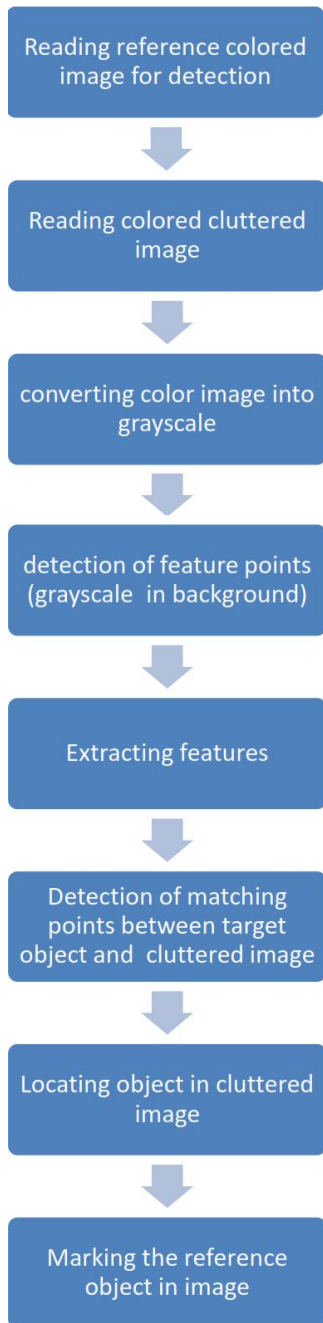 Reading reference colored
image for detection
Reading colored cluttered
image
converting color image into
grayscale
detection of feature points
(grayscale in background)
Extracting features
Detection of matching
points between target
object and cluttered image
Locating object in cluttered
image
Marking the reference
object in image